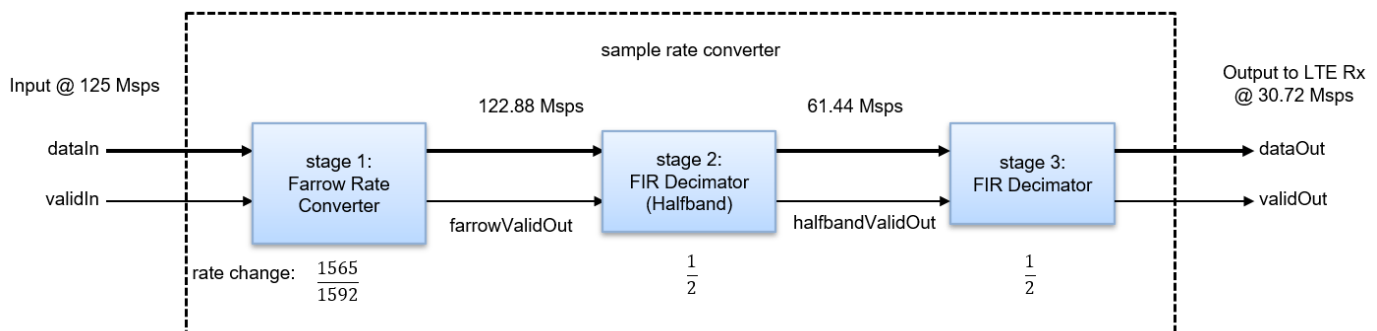 sample rate converter
Input @ 125 Msps
Output to LTE Rx
@ 30.72 Msps
122.88 Msps
61.44 Msps
dataIn
validIn
stage 1:
Farrow Rate
Converter
stage 2:
FIR Decimator
(Halfband)
stage 3:
FIR Decimator
dataOut
validOut
farrowValidOut
halfbandValidOut
rate change:
1565
1592
1
2
1
2